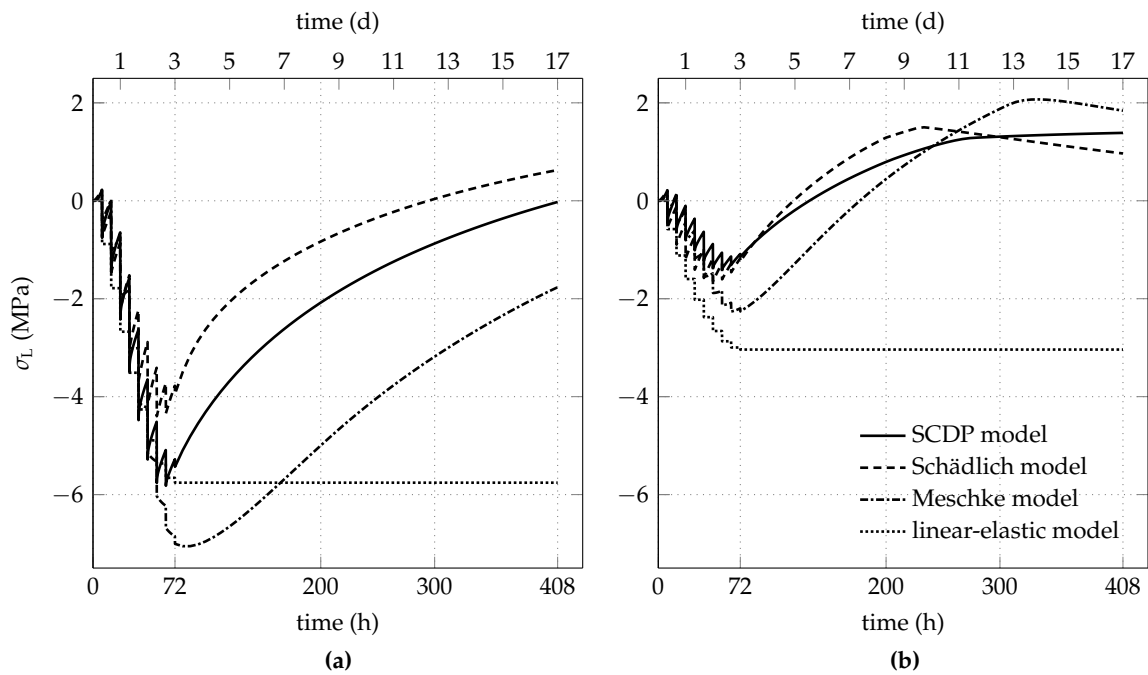 time (d)
time (d)
1 3 5 7 9 11 13 15 17
1 3 5 7 9 11 13 15 17
2
2
0
0
−2
−2
σL (MPa)
−4
−4
SCDP model
Schädlich model
−6
−6
Meschke model
linear-elastic model
0 72 200 300 408
0 72 200 300 408
time (h)
time (h)
(a)
(b)